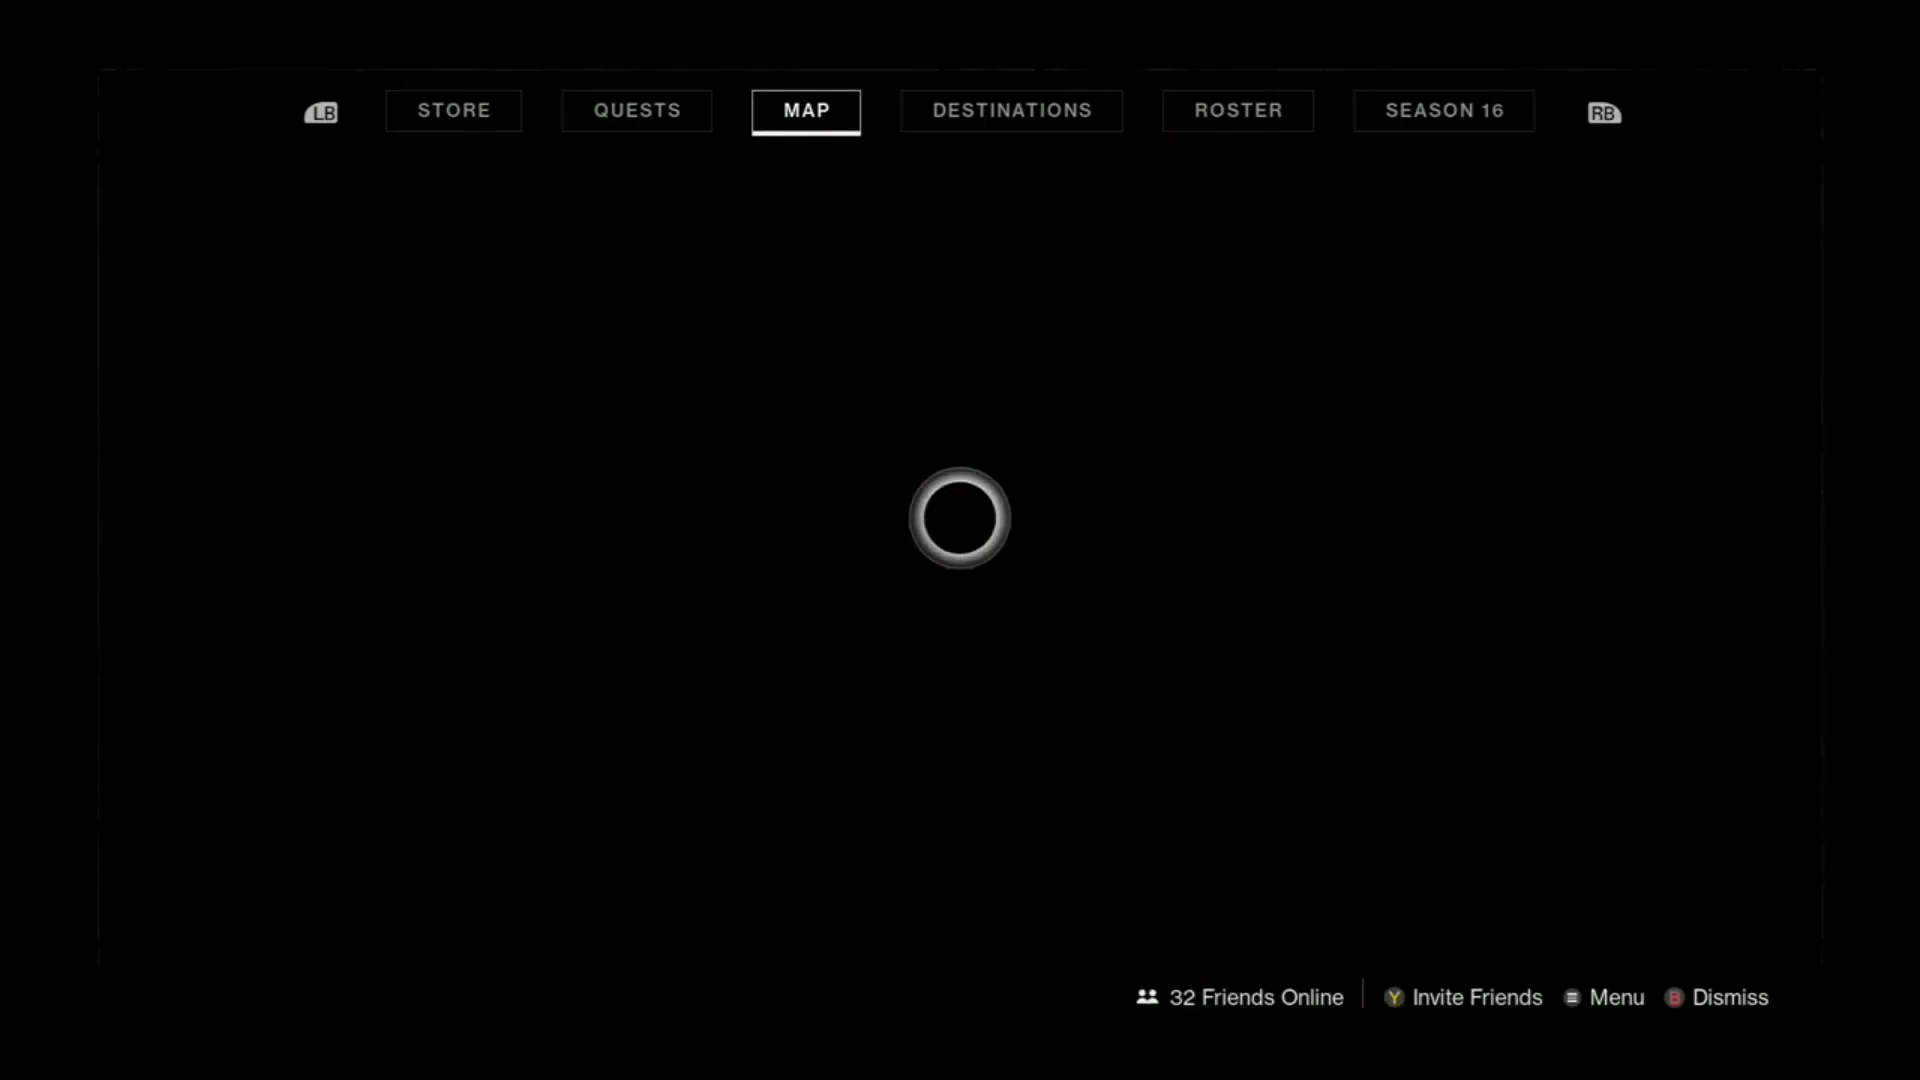 LB STORE QUESTS MAP DESTINATIONS ROSTER SEASON 16 RB
32 Friends Online Y Invite Friends Menu B Dismiss